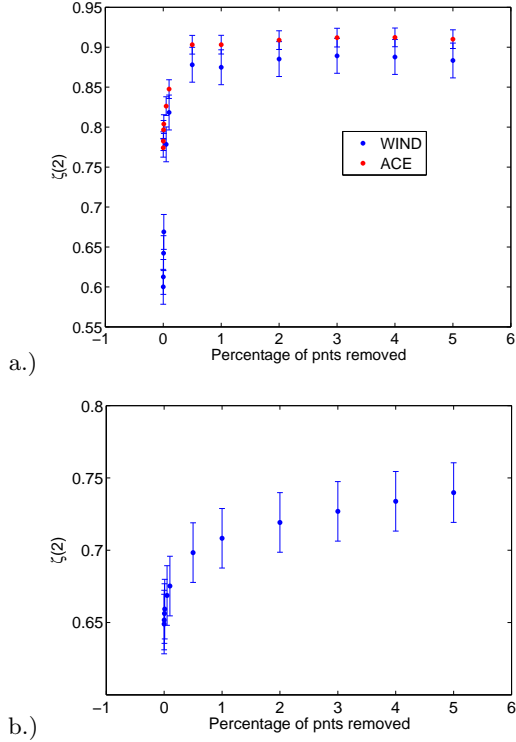 0.95
0.9
0.85
0.8
0.75
0.7
0.65
0.6
0.55
ζ(2)
WIND
ACE
−1 0 1 2 3 4 5 6
Percentage of pnts removed
a.)
0.8
0.75
0.7
0.65
ζ(2)
−1 0 1 2 3 4 5 6
Percentage of pnts removed
b.)